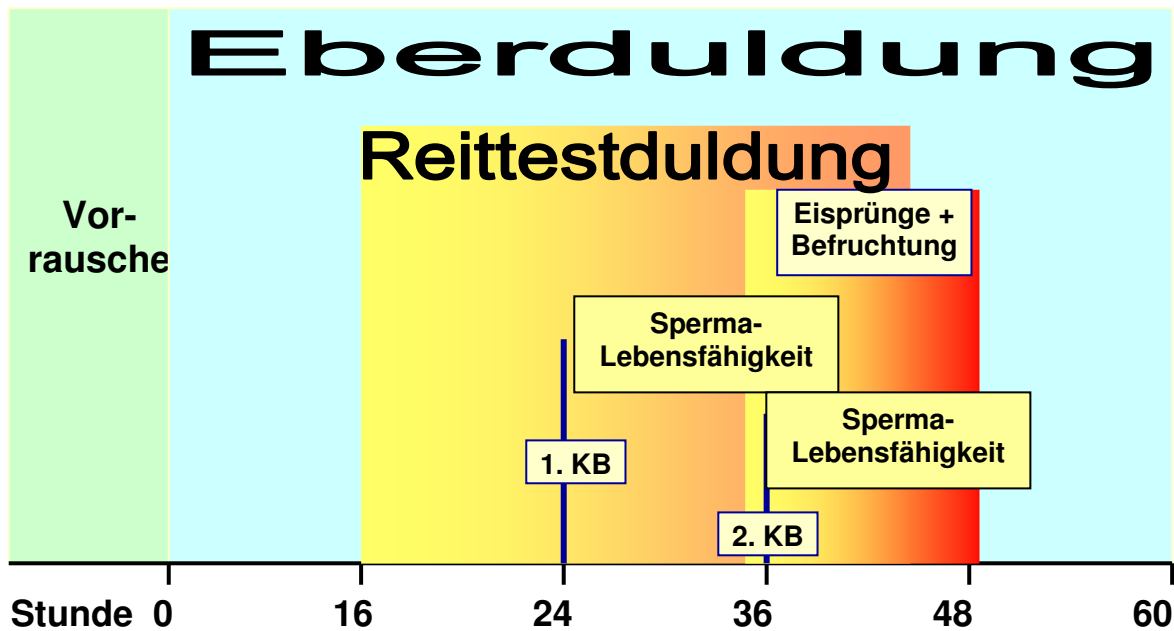 Eberduldung
Reittestduldung
Vor-
rausche
Eisprünge +
Befruchtung
Sperma-
Lebensfähigkeit
Sperma-
Lebensfähigkeit
1. KB
2. KB
Stunde 0 16 24 36 48 60